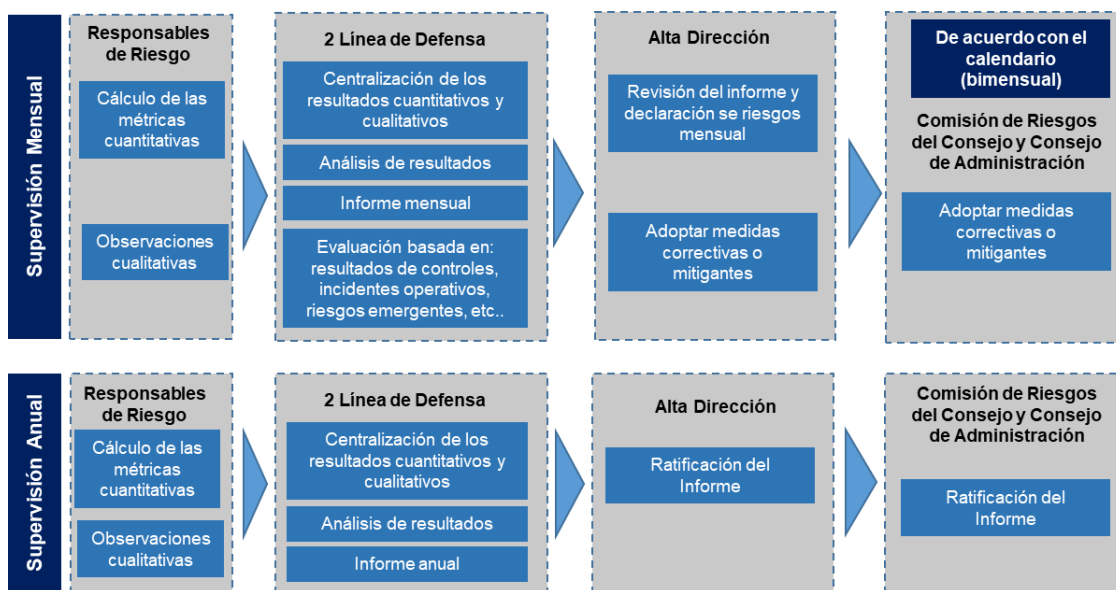 Supervisión Mensual
Responsables
de Riesgo
Cálculo de las
métricas
cuantitativas
Observaciones
cualitativas
2 Línea de Defensa
Centralización de los
resultados cuantitativos y
cualitativos
Análisis de resultados
Informe mensual
Evaluación basada en:
resultados de controles,
incidentes operativos,
riesgos emergentes, etc..
Alta Dirección
Revisión del informe y
declaración se riesgos
mensual
Adoptar medidas
correctivas o
mitigantes
De acuerdo con el
calendario
(bimensual)
Comisión de Riesgos
del Consejo y Consejo
de Administración
Adoptar medidas
correctivas o
mitigantes
Supervisión Anual
Responsables
de Riesgo
Cálculo de las
métricas
cuantitativas
Observaciones
cualitativas
2 Línea de Defensa
Centralización de los
resultados cuantitativos y
cualitativos
Análisis de resultados
Informe anual
Alta Dirección
Ratificación del
Informe
Comisión de Riesgos
del Consejo y Consejo
de Administración
Ratificación del
Informe